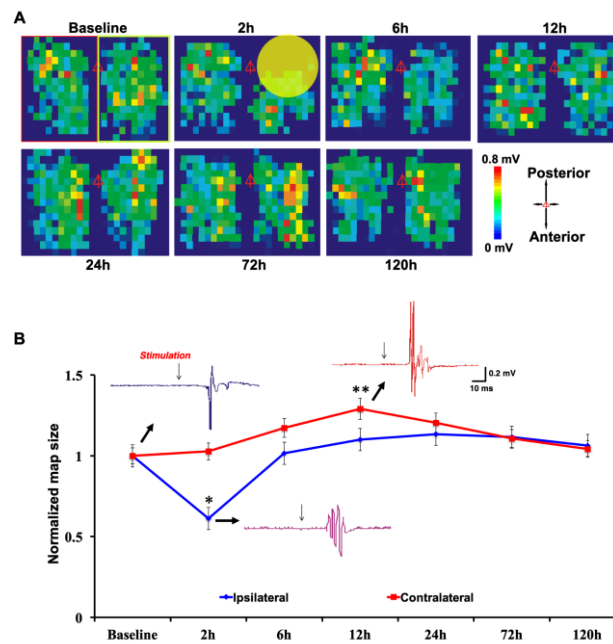 A
Baseline
2h
6h
12h
24h
72h
120h
0.8 mV
0 mV
Posterior
Anterior
B
Stimulation
0.2 mV
10 ms
**
*
Normalized map size
1.5
1
0.5
0
Ipsilateral
Contralateral
Baseline
2h
6h
12h
24h
72h
120h